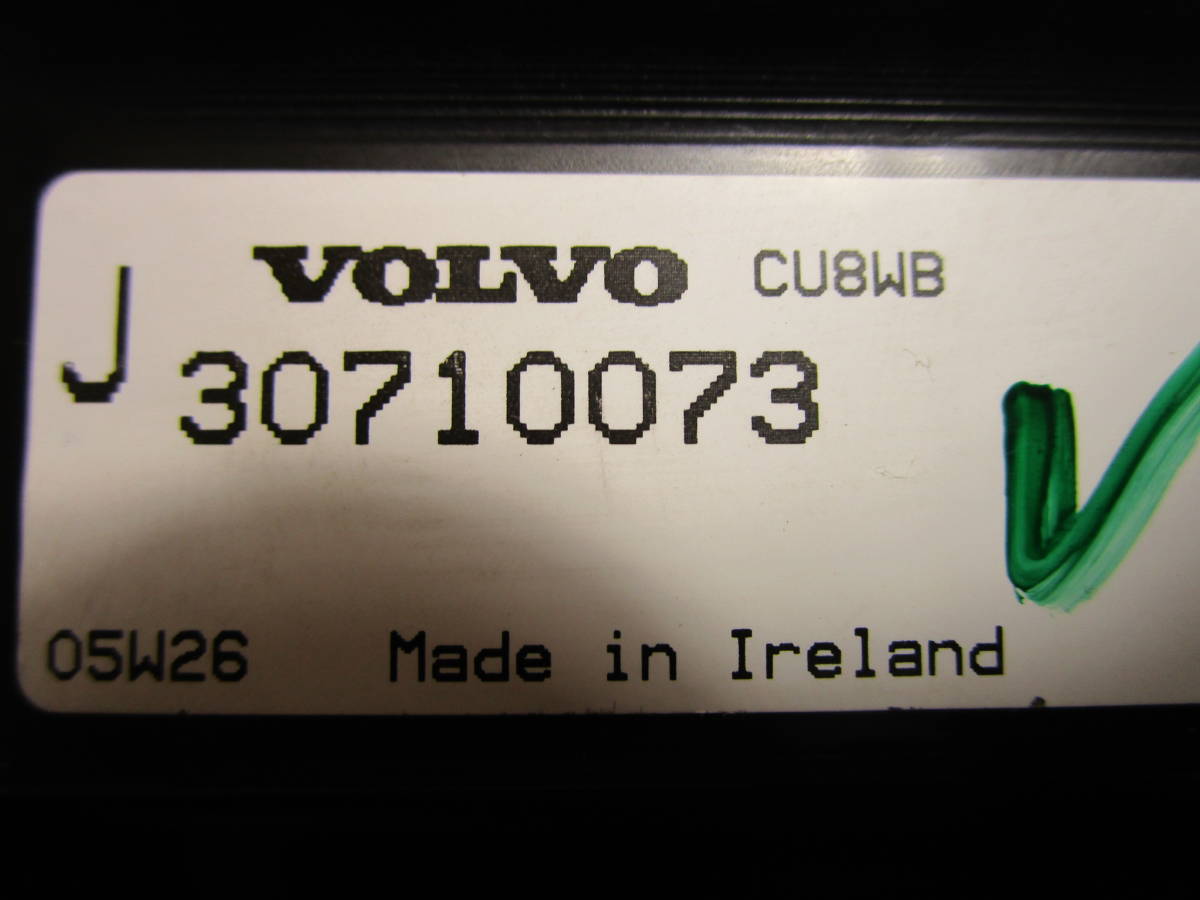 VOLVO CU8WB
J 30710073
05W26 Made in Ireland